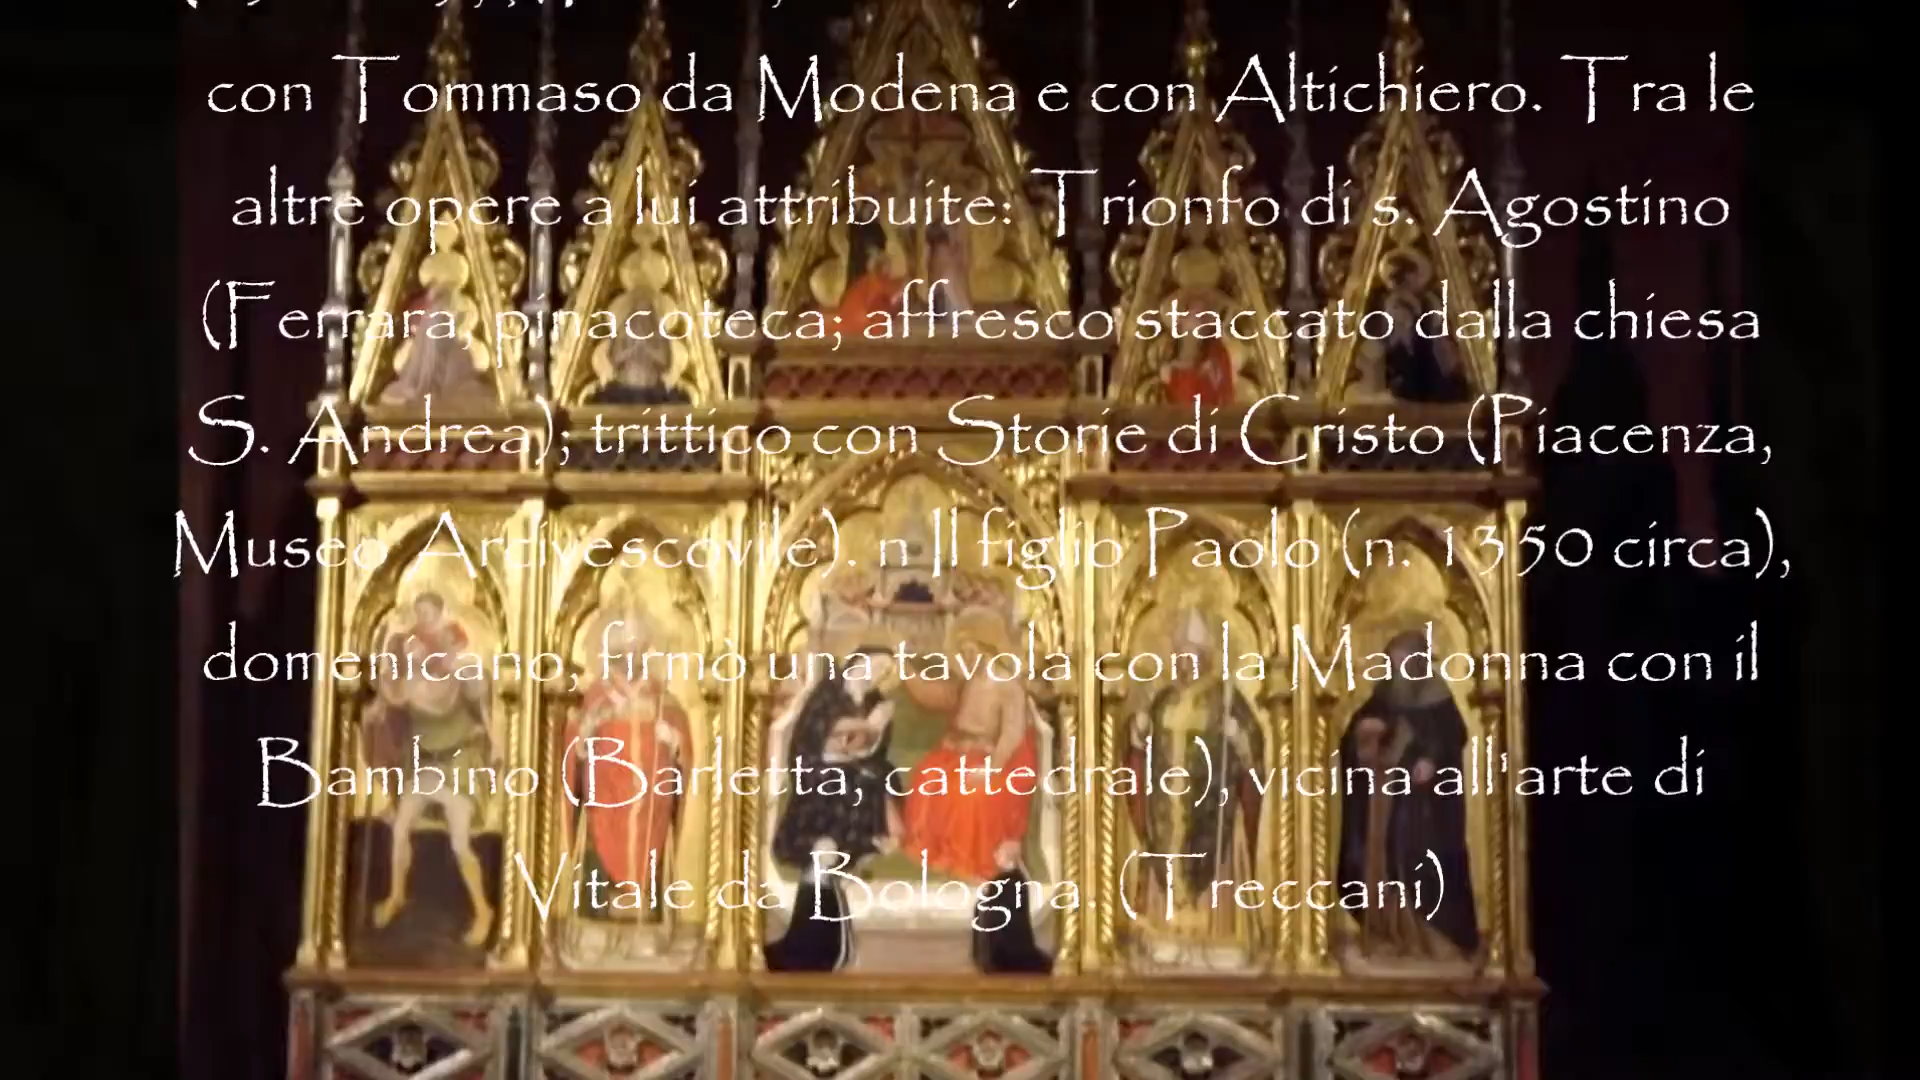 con Tommaso da Modena e con Altichiero. Tra le
altre opere a lui attribuite: Trionfo di s. Agostino
(Ferrara, pinacoteca; affresco staccato dalla chiesa
S. Andrea); trittico con Storie di Cristo (Piacenza,
Museo Arcivescovile). n Il figlio Paolo (n. 1350 circa),
domenicano, firmò una tavola con la Madonna con il
Bambino (Barletta, cattedrale), vicina all'arte di
Vitale da Bologna. (Treccani)